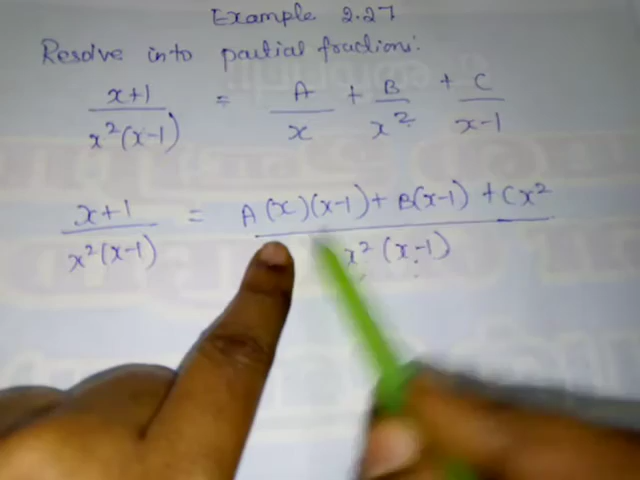 Example 2.27
Resolve into partial fraction:
x+1 / x²(x-1) = A/x + B/x² + C/x-1
x+1 / x²(x-1) = A(x)(x-1) + B(x-1) + Cx² / x²(x-1)